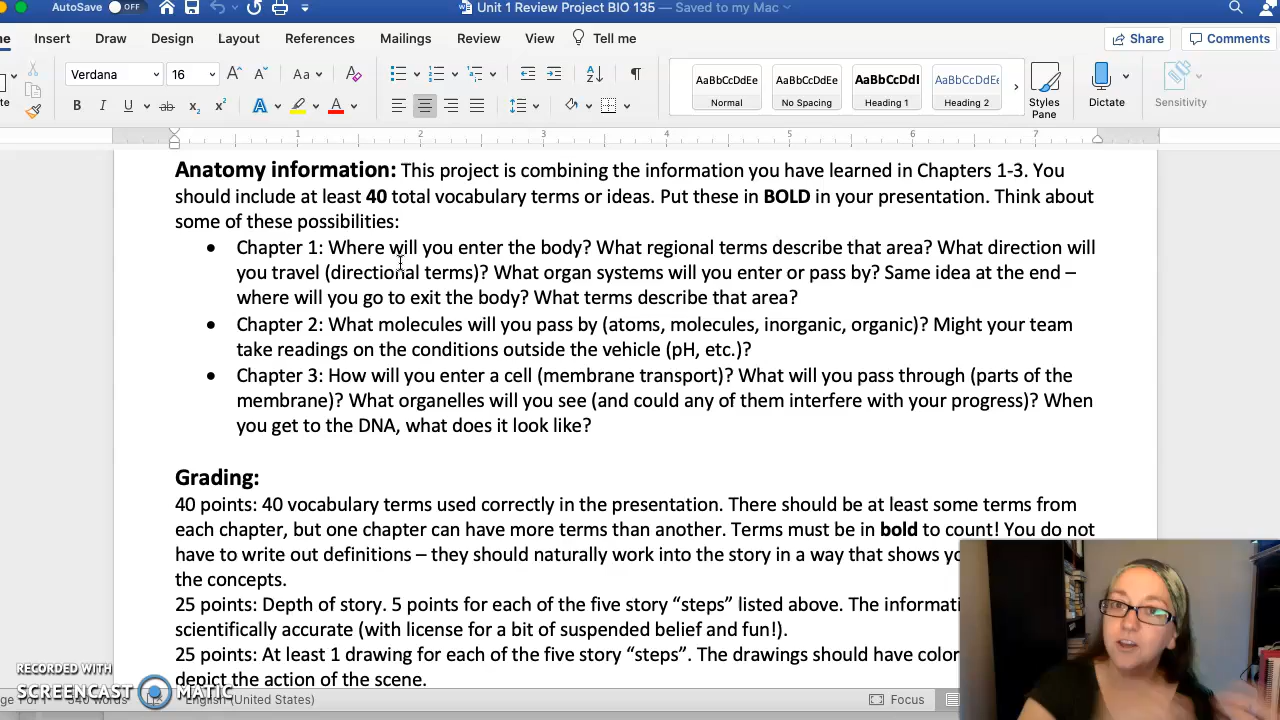 AutoSave OFF Unit 1 Review Project BIO 135 — Saved to my Mac
Insert Draw Design Layout References Mailings Review View Tell me Share Comments
Verdana 16 Aa AaBbCcDdEe AaBbCcDdEe AaBbCcDdI AaBbCcDdEe
Normal No Spacing Heading 1 Heading 2 Styles Pane Dictate Sensitivity
1 2 3 4 5 6 7
Anatomy information: This project is combining the information you have learned in Chapters 1-3. You
should include at least 40 total vocabulary terms or ideas. Put these in BOLD in your presentation. Think about
some of these possibilities:
• Chapter 1: Where will you enter the body? What regional terms describe that area? What direction will
you travel (directional terms)? What organ systems will you enter or pass by? Same idea at the end –
where will you go to exit the body? What terms describe that area?
• Chapter 2: What molecules will you pass by (atoms, molecules, inorganic, organic)? Might your team
take readings on the conditions outside the vehicle (pH, etc.)?
• Chapter 3: How will you enter a cell (membrane transport)? What will you pass through (parts of the
membrane)? What organelles will you see (and could any of them interfere with your progress)? When
you get to the DNA, what does it look like?
Grading:
40 points: 40 vocabulary terms used correctly in the presentation. There should be at least some terms from
each chapter, but one chapter can have more terms than another. Terms must be in bold to count! You do not
have to write out definitions – they should naturally work into the story in a way that shows
the concepts.
25 points: Depth of story. 5 points for each of the five story “steps” listed above. The
scientifically accurate (with license for a bit of suspended belief and fun!).
25 points: At least 1 drawing for each of the five story “steps”. The drawings should have color
depict the action of the scene.
RECORDED WITH
SCREENCAST MATIC
English (United States) Focus